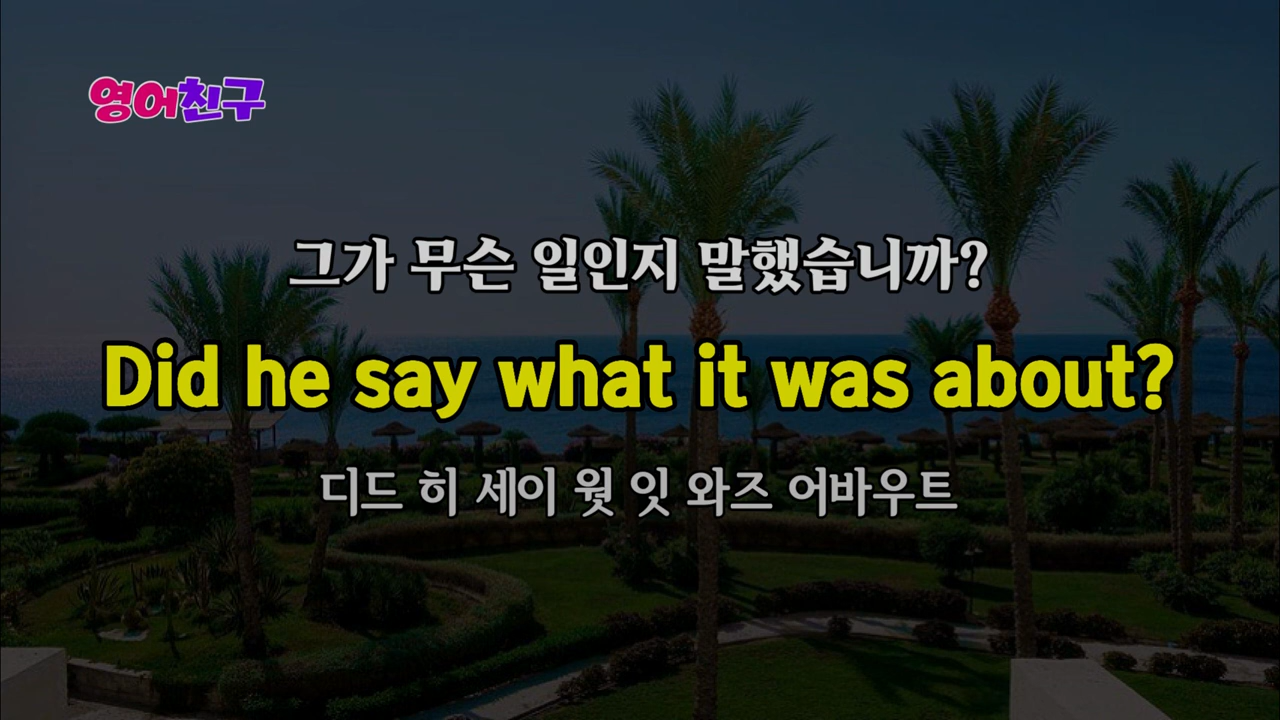 영어친구
그가 무슨 일인지 말했습니까?
Did he say what it was about?
디드 히 세이 웟 잇 와즈 어바우트